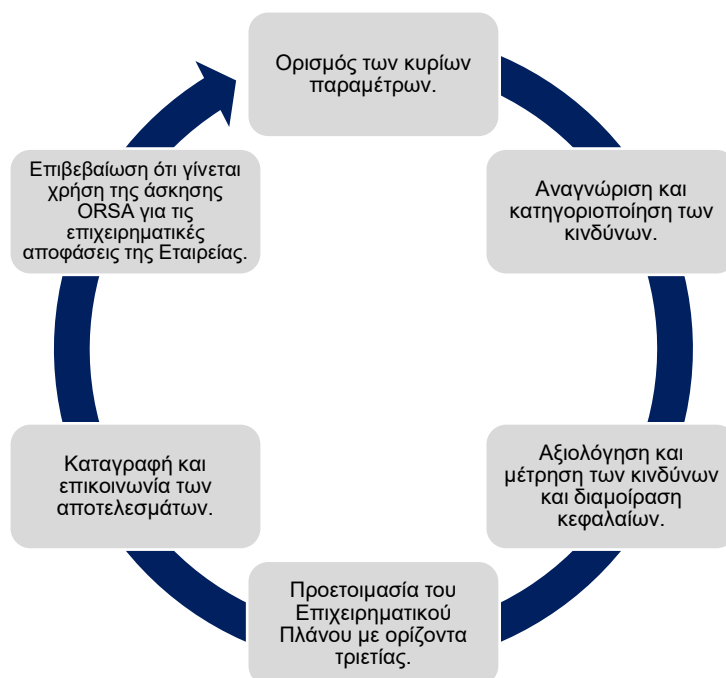 Ορισμός των κυρίων
παραμέτρων.
Αναγνώριση και
κατηγοριοποίηση των
κινδύνων.
Αξιολόγηση και
μέτρηση των κινδύνων
και διαμοίραση
κεφαλαίων.
Προετοιμασία του
Επιχειρηματικού
Πλάνου με ορίζοντα
τριετίας.
Καταγραφή και
επικοινωνία των
αποτελεσμάτων.
Επιβεβαίωση ότι γίνεται
χρήση της άσκησης
ORSA για τις
επιχειρηματικές
αποφάσεις της Εταιρείας.